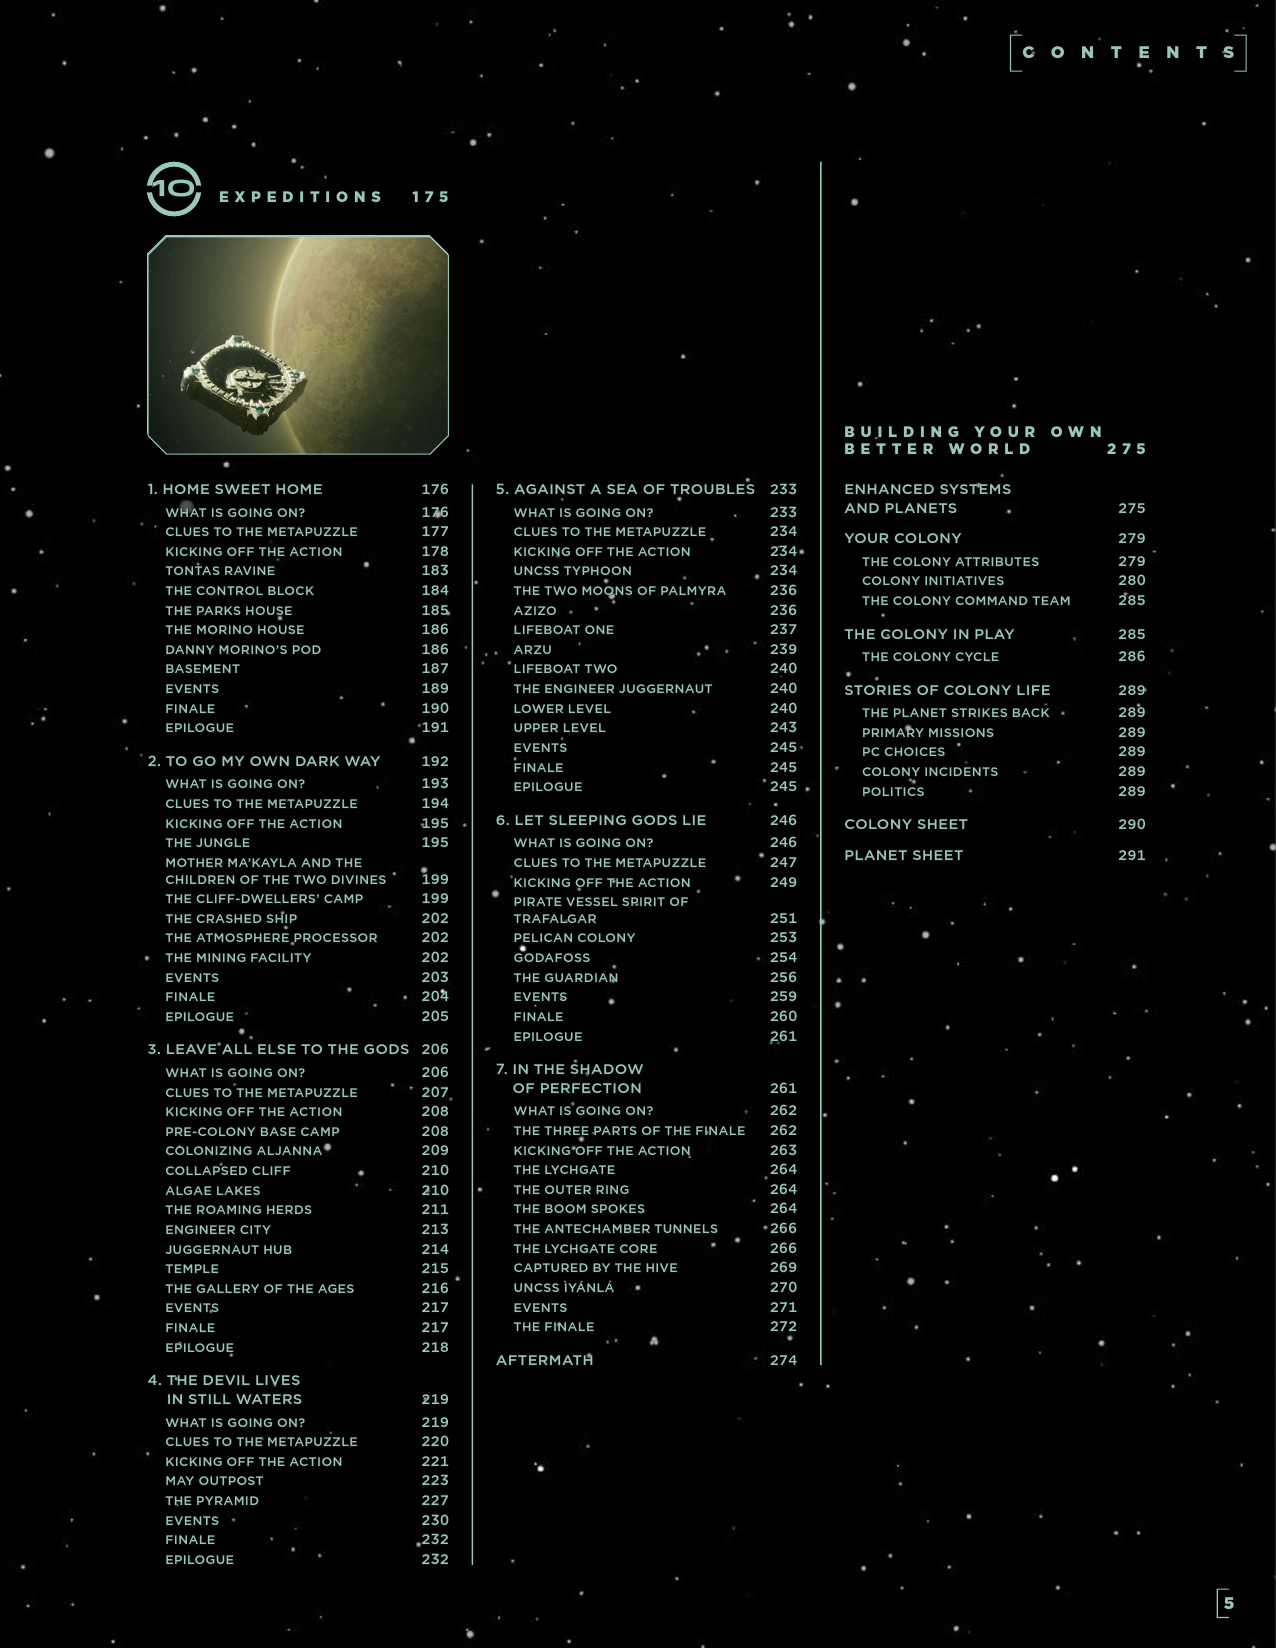 CONTENTS
10 EXPEDITIONS 175
1. HOME SWEET HOME 176
WHAT IS GOING ON? 176
CLUES TO THE METAPUZZLE 177
KICKING OFF THE ACTION 178
TONTAS RAVINE 183
THE CONTROL BLOCK 184
THE PARKS HOUSE 185
THE MORINO HOUSE 186
DANNY MORINO'S POD 186
BASEMENT 187
EVENTS 189
FINALE 190
EPILOGUE 191
2. TO GO MY OWN DARK WAY 192
WHAT IS GOING ON? 193
CLUES TO THE METAPUZZLE 194
KICKING OFF THE ACTION 195
THE JUNGLE 195
MOTHER MA'KAYLA AND THE
CHILDREN OF THE TWO DIVINES 199
THE CLIFF-DWELLERS' CAMP 199
THE CRASHED SHIP 202
THE ATMOSPHERE PROCESSOR 202
THE MINING FACILITY 202
EVENTS 203
FINALE 204
EPILOGUE 205
3. LEAVE ALL ELSE TO THE GODS 206
WHAT IS GOING ON? 206
CLUES TO THE METAPUZZLE 207
KICKING OFF THE ACTION 208
PRE-COLONY BASE CAMP 208
COLONIZING ALJANNA 209
COLLAPSED CLIFF 210
ALGAE LAKES 210
THE ROAMING HERDS 211
ENGINEER CITY 213
JUGGERNAUT HUB 214
TEMPLE 215
THE GALLERY OF THE AGES 216
EVENTS 217
FINALE 217
EPILOGUE 218
4. THE DEVIL LIVES
IN STILL WATERS 219
WHAT IS GOING ON? 219
CLUES TO THE METAPUZZLE 220
KICKING OFF THE ACTION 221
MAY OUTPOST 223
THE PYRAMID 227
EVENTS 230
FINALE 232
EPILOGUE 232
5. AGAINST A SEA OF TROUBLES 233
WHAT IS GOING ON? 233
CLUES TO THE METAPUZZLE 234
KICKING OFF THE ACTION 234
UNCSS TYPHOON 234
THE TWO MOONS OF PALMYRA 236
AZIZO 236
LIFEBOAT ONE 237
ARZU 239
LIFEBOAT TWO 240
THE ENGINEER JUGGERNAUT 240
LOWER LEVEL 240
UPPER LEVEL 243
EVENTS 245
FINALE 245
EPILOGUE 245
6. LET SLEEPING GODS LIE 246
WHAT IS GOING ON? 246
CLUES TO THE METAPUZZLE 247
KICKING OFF THE ACTION 249
PIRATE VESSEL SPIRIT OF
TRAFALGAR 251
PELICAN COLONY 253
GODAFOSS 254
THE GUARDIAN 256
EVENTS 259
FINALE 260
EPILOGUE 261
7. IN THE SHADOW
OF PERFECTION 261
WHAT IS GOING ON? 262
THE THREE PARTS OF THE FINALE 262
KICKING OFF THE ACTION 263
THE LYCHGATE 264
THE OUTER RING 264
THE BOOM SPOKES 264
THE ANTECHAMBER TUNNELS 266
THE LYCHGATE CORE 266
CAPTURED BY THE HIVE 269
UNCSS ÌYÁNLÁ 270
EVENTS 271
THE FINALE 272
AFTERMATH 274
BUILDING YOUR OWN
BETTER WORLD 275
ENHANCED SYSTEMS
AND PLANETS 275
YOUR COLONY 279
THE COLONY ATTRIBUTES 279
COLONY INITIATIVES 280
THE COLONY COMMAND TEAM 285
THE COLONY IN PLAY 285
THE COLONY CYCLE 286
STORIES OF COLONY LIFE 289
THE PLANET STRIKES BACK 289
PRIMARY MISSIONS 289
PC CHOICES 289
COLONY INCIDENTS 289
POLITICS 289
COLONY SHEET 290
PLANET SHEET 291
5